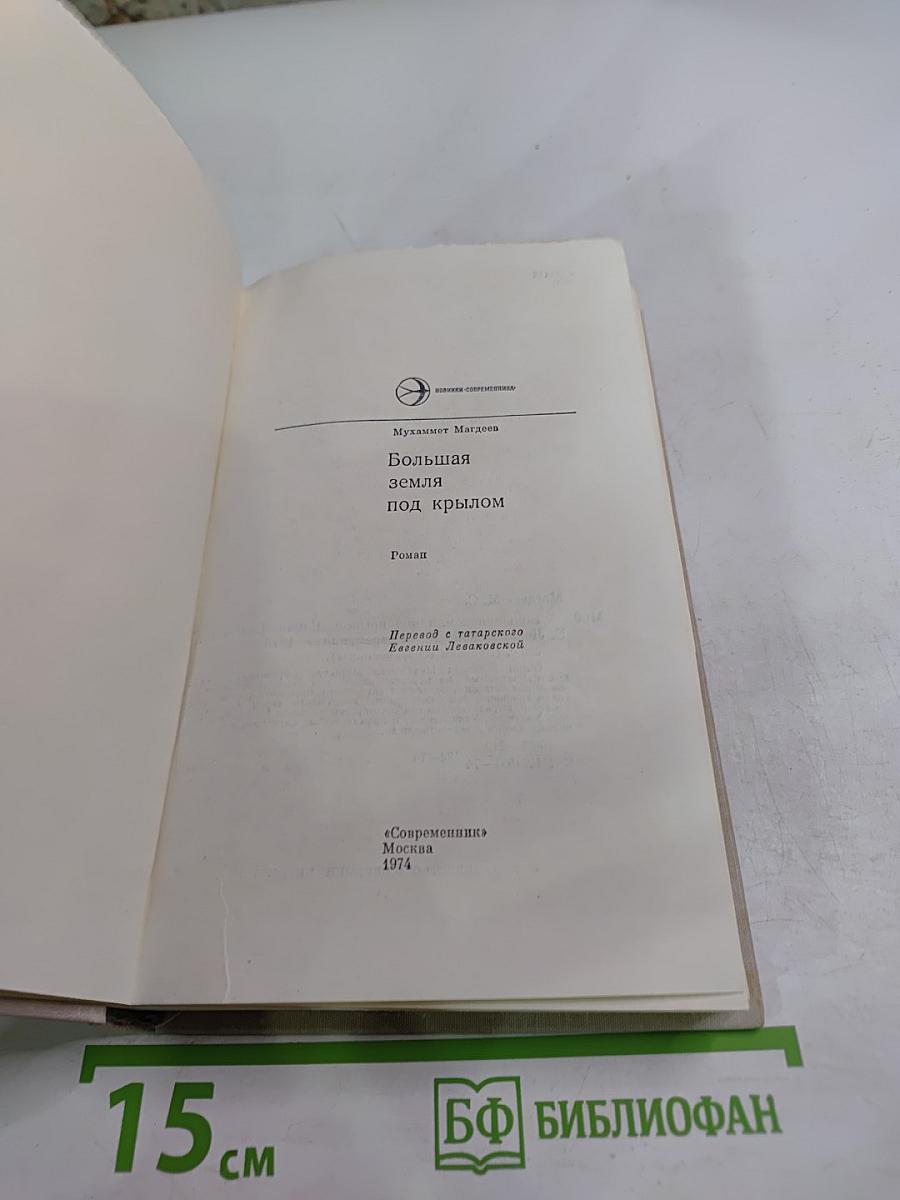 НОВИНКИ «СОВРЕМЕННИКА»
Мухаммет Магдеев
Большая
земля
под крылом
Роман
Перевод с татарского
Евгении Леваковской
«Современник»
Москва
1974
15 см
БФ БИБЛИОФАН